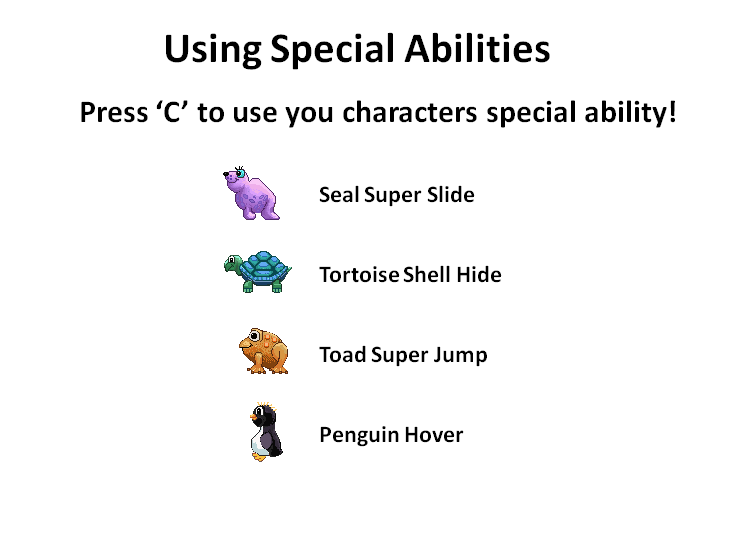 Using Special Abilities
Press ‘C’ to use you characters special ability!
Seal Super Slide
Tortoise Shell Hide
Toad Super Jump
Penguin Hover